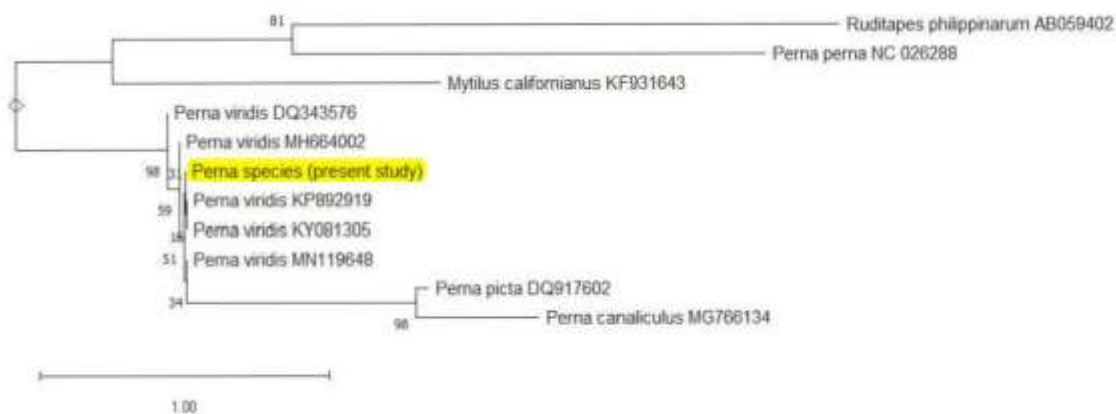 81
Ruditapes philippinarum AB059402
Perna perna NC 026288
Mytilus californianus KF931643
Perna viridis DQ343576
Perna viridis MH664002
98
Perna species (present study)
Perna viridis KP892919
59
Perna viridis KY081305
51
Perna viridis MN119648
Perna picta DQ917602
34
Perna canaliculus MG766134
98
1.00